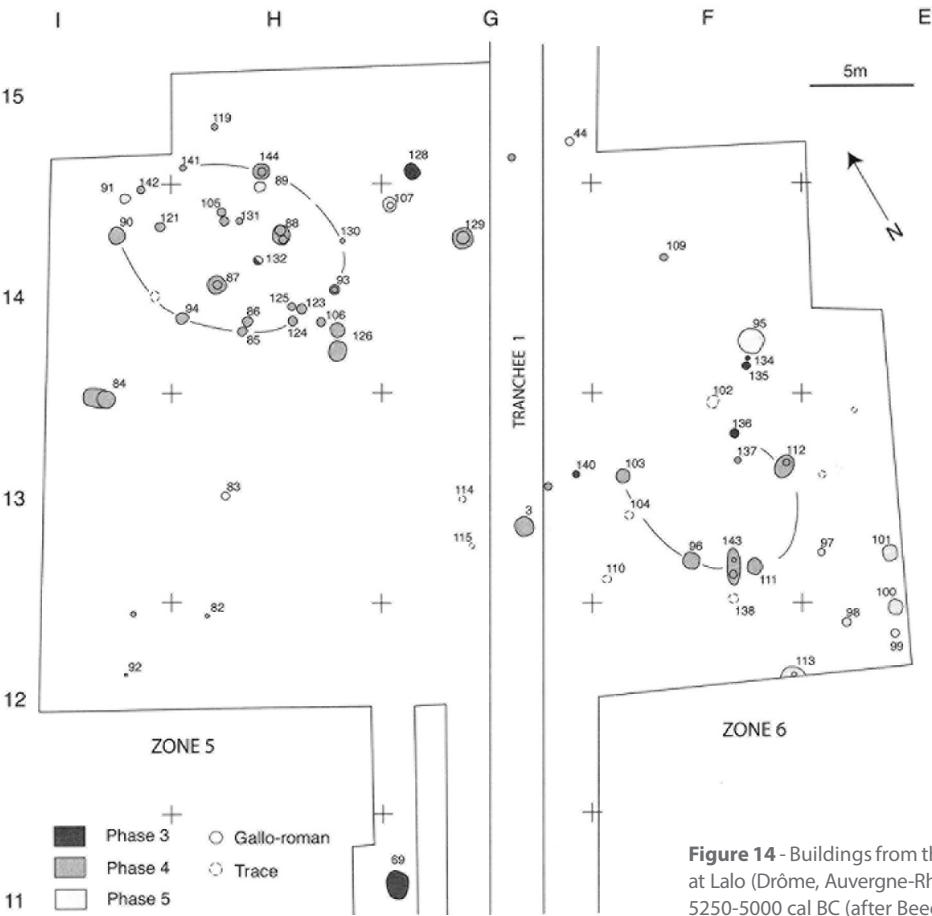 I H G F E
15
5m
119
44
141 144 128
91 142 89 107
N
90 121 105 131 88 130 129
109
132
14
87 93
94 86 125 123 106
85 124 126
95
134
135
84
TRANCHEE 1
102
136
137 112
140 103
13
83 114
104
3
115
96 143 111 97 101
110
138
100
82
98
99
92
113
12
ZONE 5
ZONE 6
Phase 3 Gallo-roman
Phase 4 Trace
Phase 5
69
11
Figure 14 - Buildings from th
at Lalo (Drôme, Auvergne-Rh
5250-5000 cal BC (after Beec